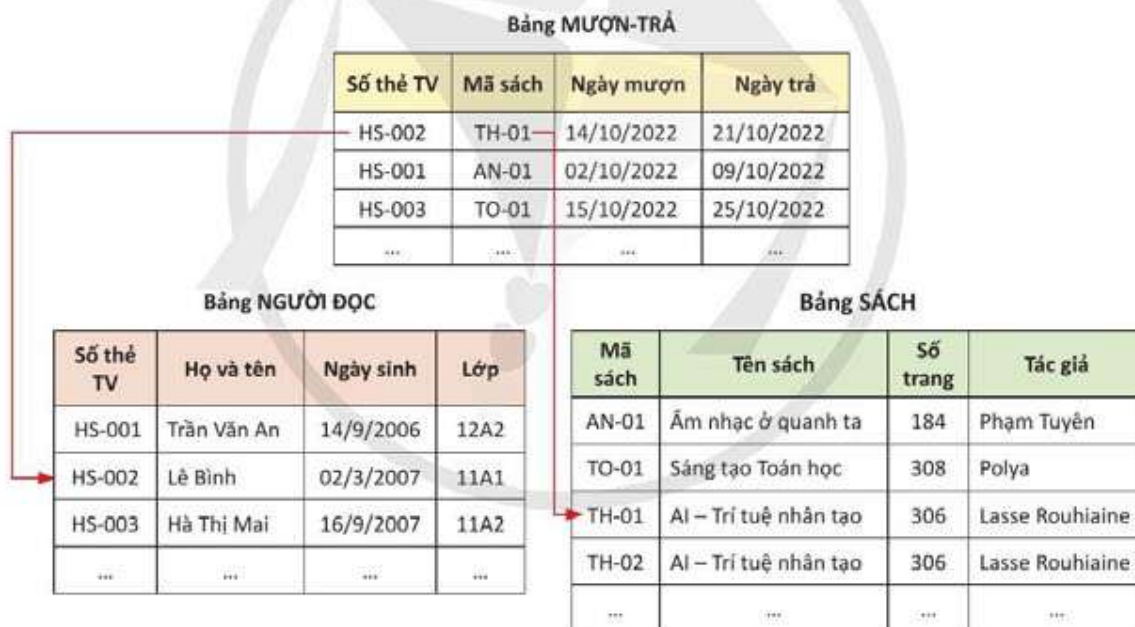 Bảng MƯỢN-TRẢ
Số thẻ TV Mã sách Ngày mượn Ngày trả
HS-002 TH-01 14/10/2022 21/10/2022
HS-001 AN-01 02/10/2022 09/10/2022
HS-003 TO-01 15/10/2022 25/10/2022
... ... ... ...
Bảng NGƯỜI ĐỌC
Số thẻ
TV Họ và tên Ngày sinh Lớp
HS-001 Trần Văn An 14/9/2006 12A2
HS-002 Lê Bình 02/3/2007 11A1
HS-003 Hà Thị Mai 16/9/2007 11A2
... ... ... ...
Bảng SÁCH
Mã
sách Tên sách Số
trang Tác giả
AN-01 Âm nhạc ở quanh ta 184 Phạm Tuyên
TO-01 Sáng tạo Toán học 308 Polya
TH-01 AI – Trí tuệ nhân tạo 306 Lasse Rouhiaine
TH-02 AI – Trí tuệ nhân tạo 306 Lasse Rouhiaine
... ... ... ...